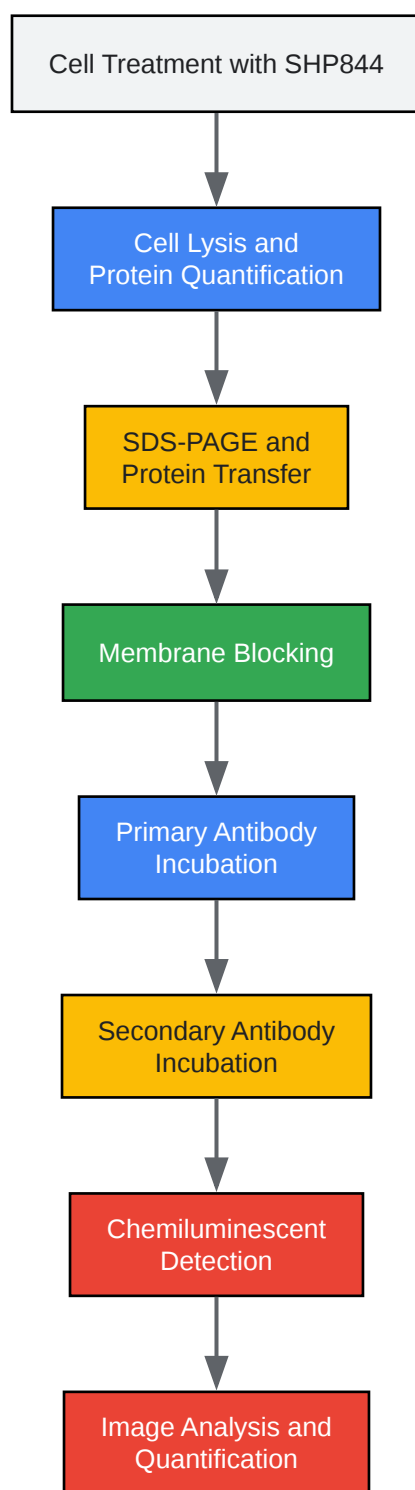 Cell Treatment with SHP844
Cell Lysis and
Protein Quantification
SDS-PAGE and
Protein Transfer
Membrane Blocking
Primary Antibody
Incubation
Secondary Antibody
Incubation
Chemiluminescent
Detection
Image Analysis and
Quantification